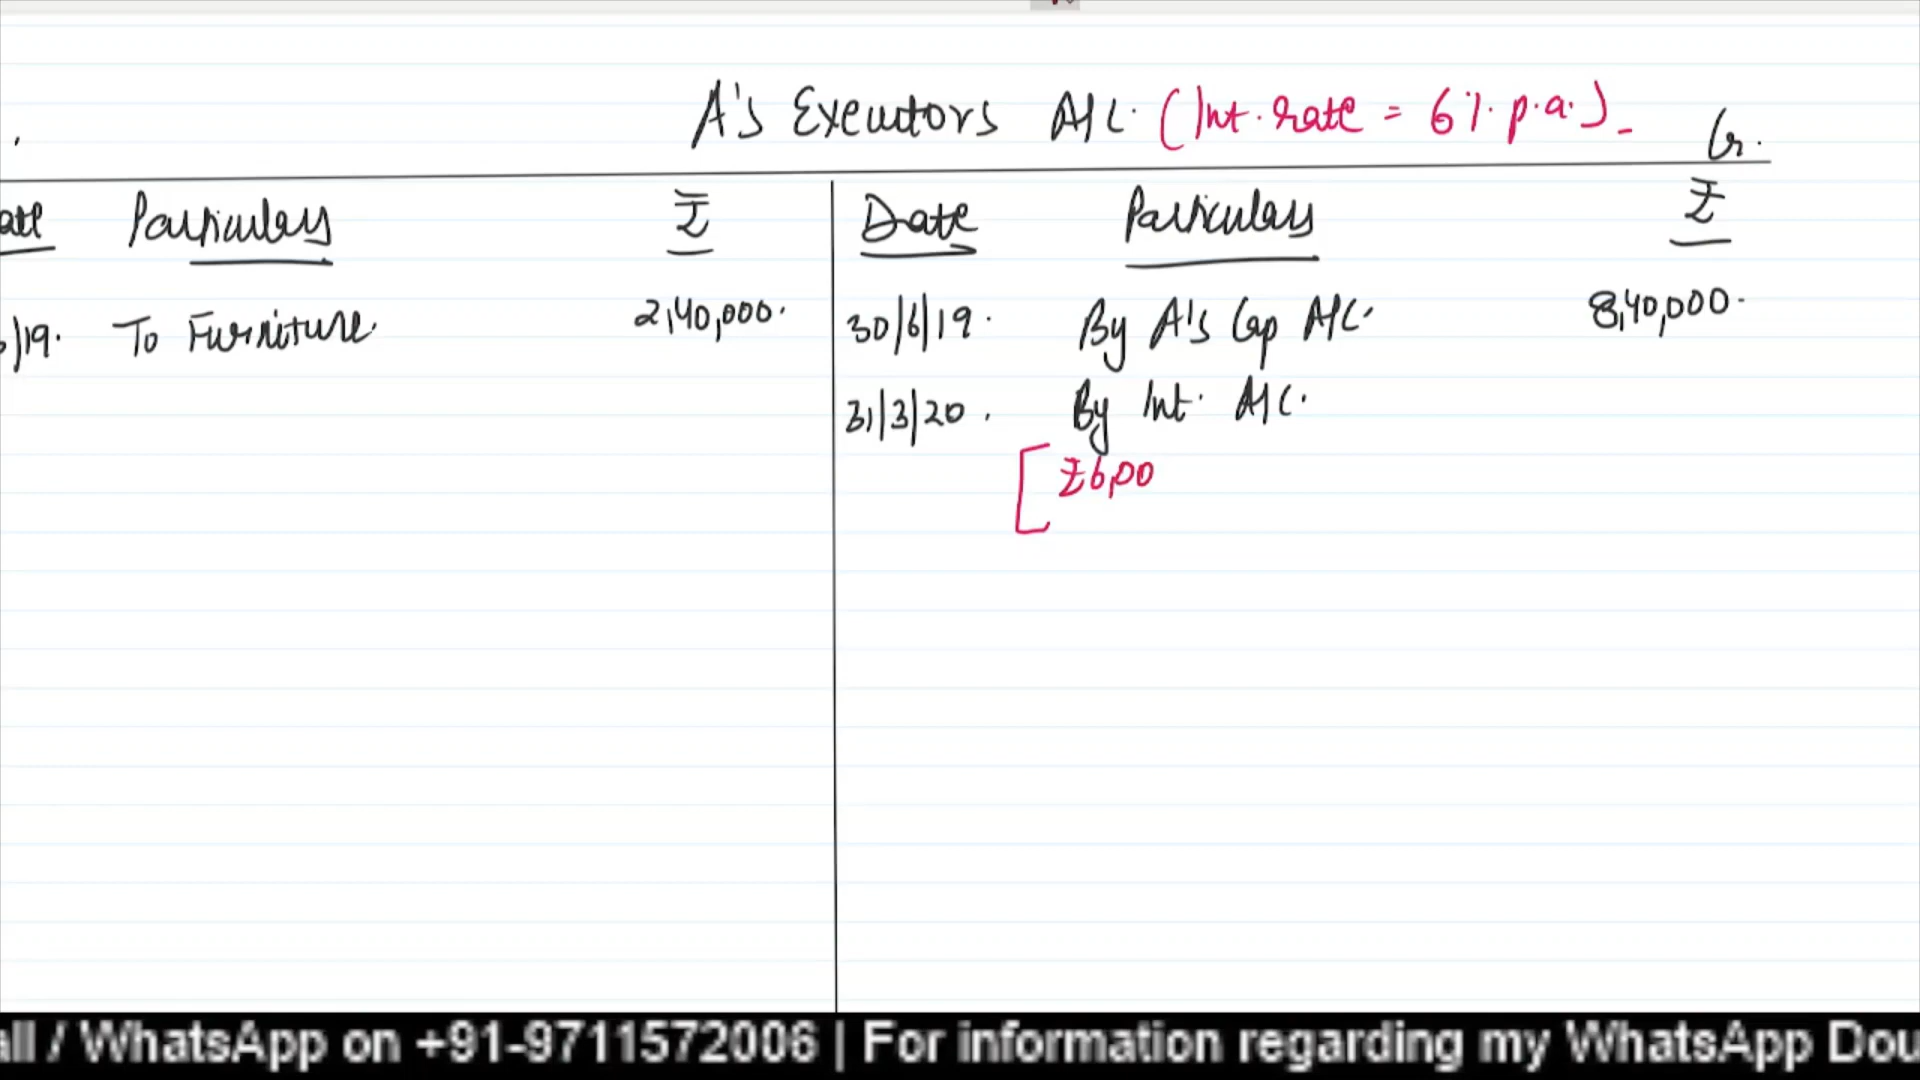 A's Executors A/C. (Int. rate = 6% p.a.)
Cr.
ate Particulars ₹ Date Particulars ₹
6/19. To Furniture. 2,40,000. 30/6/19. By A's Cap A/C. 8,40,000.
31/3/20. By Int. A/C.
[₹6,00
all / WhatsApp on +91-9711572006 | For information regarding my WhatsApp Dou